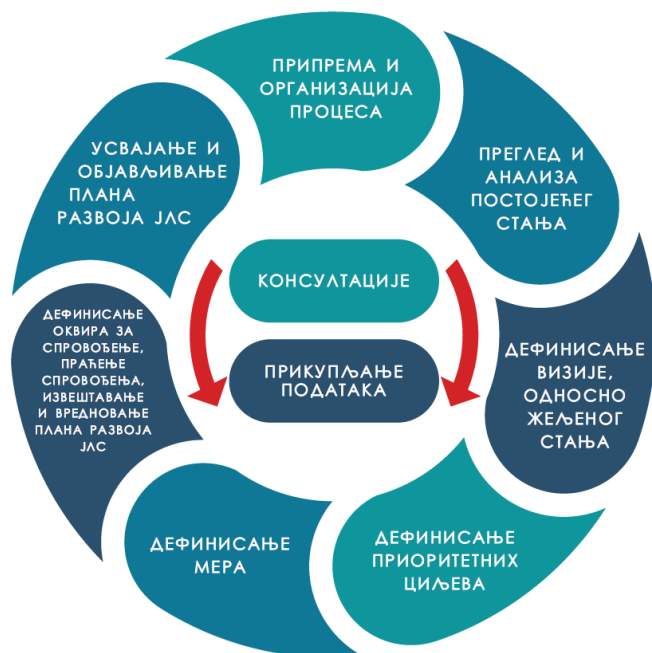 ПРИПРЕМА И
ОРГАНИЗАЦИЈА
ПРОЦЕСА
ПРЕГЛЕД И
АНАЛИЗА
ПОСТОЈЕЋЕГ
СТАЊА
ДЕФИНИСАЊЕ
ВИЗИЈЕ,
ОДНОСНО
ЖЕЉЕНОГ
СТАЊА
ДЕФИНИСАЊЕ
ПРИОРИТЕТНИХ
ЦИЉЕВА
ДЕФИНИСАЊЕ
МЕРА
ДЕФИНИСАЊЕ
ОКВИРА ЗА
СПРОВОЂЕЊЕ,
ПРАЋЕЊЕ
СПРОВОЂЕЊА,
ИЗВЕШТАВАЊЕ
И ВРЕДНОВАЊЕ
ПЛАНА РАЗВОЈА
ЈЛС
УСВАЈАЊЕ И
ОБЈАВЉИВАЊЕ
ПЛАНА
РАЗВОЈА ЈЛС
КОНСУЛТАЦИЈЕ
ПРИКУПЉАЊЕ
ПОДАТАКА